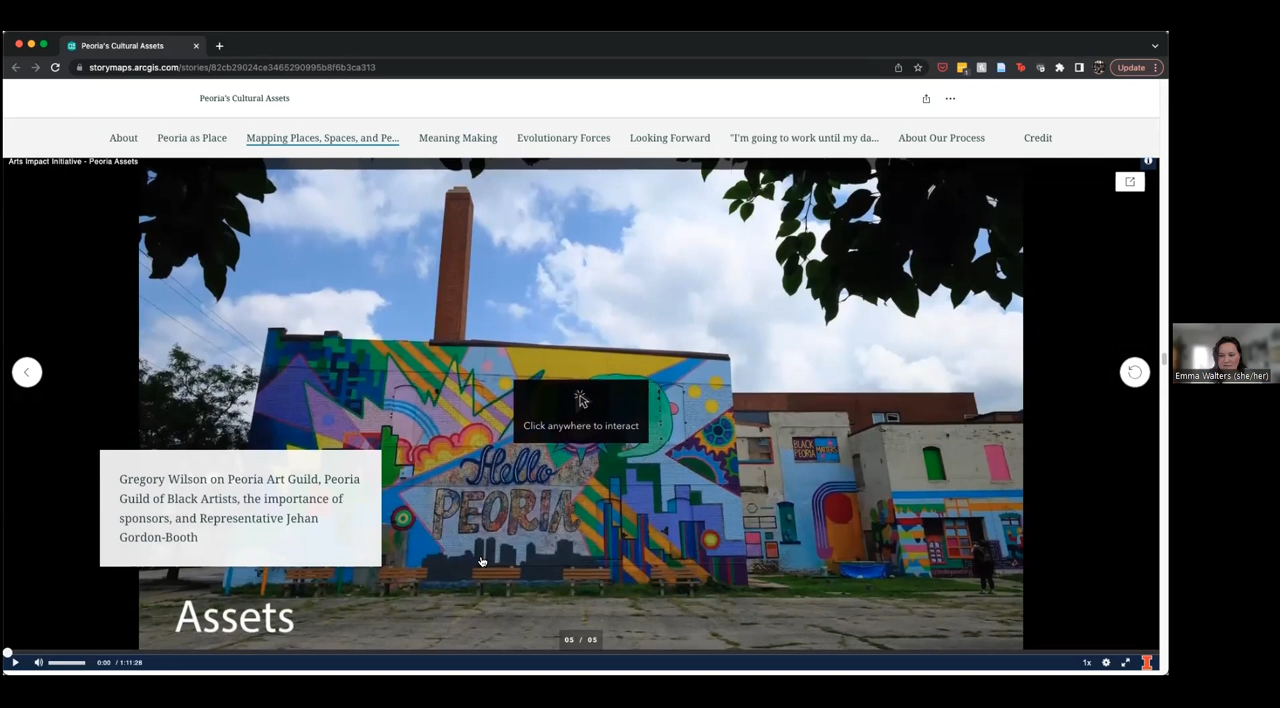 Peoria's Cultural Assets
storymaps.arcgis.com/stories/82cb29024ce3465290995b8f6b3ca313
Update
Peoria's Cultural Assets
About
Peoria as Place
Mapping Places, Spaces, and Pe...
Meaning Making
Evolutionary Forces
Looking Forward
"I'm going to work until my da...
About Our Process
Credit
Arts Impact Initiative - Peoria Assets
Click anywhere to interact
Hello
PEORIA
BLACK
PEORIA MATTERS
Gregory Wilson on Peoria Art Guild, Peoria
Guild of Black Artists, the importance of
sponsors, and Representative Jehan
Gordon-Booth
Emma Walters (she/her)
Assets
05 / 05
0:00 / 1:11:28
1x